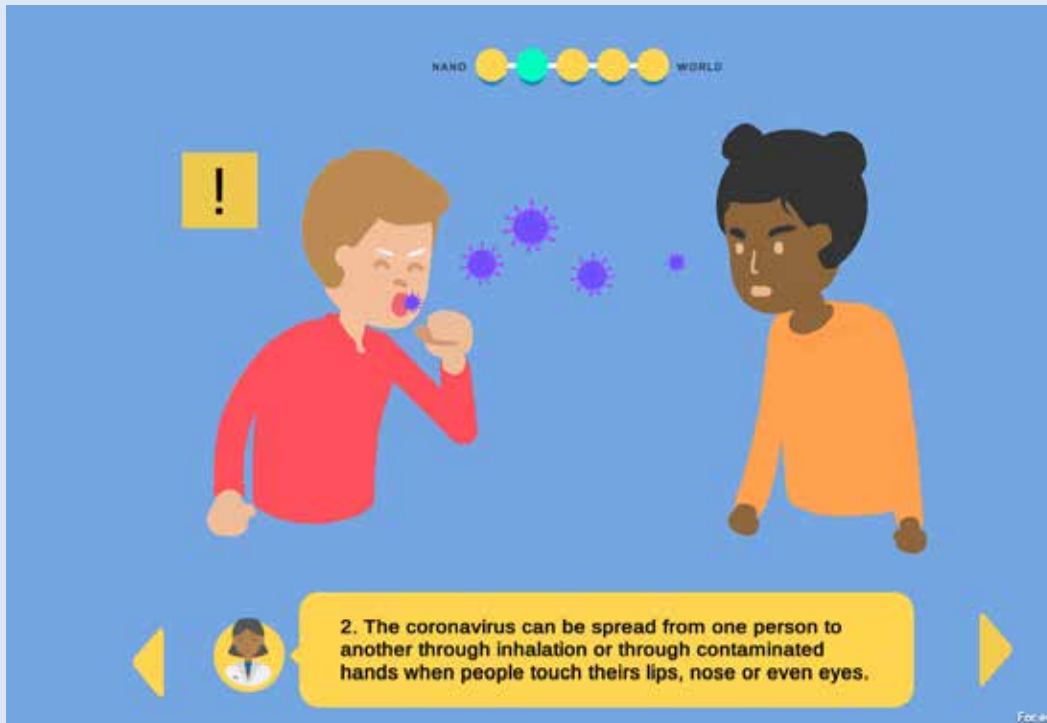 NANO WORLD
!
2. The coronavirus can be spread from one person to
another through inhalation or through contaminated
hands when people touch theirs lips, nose or even eyes.